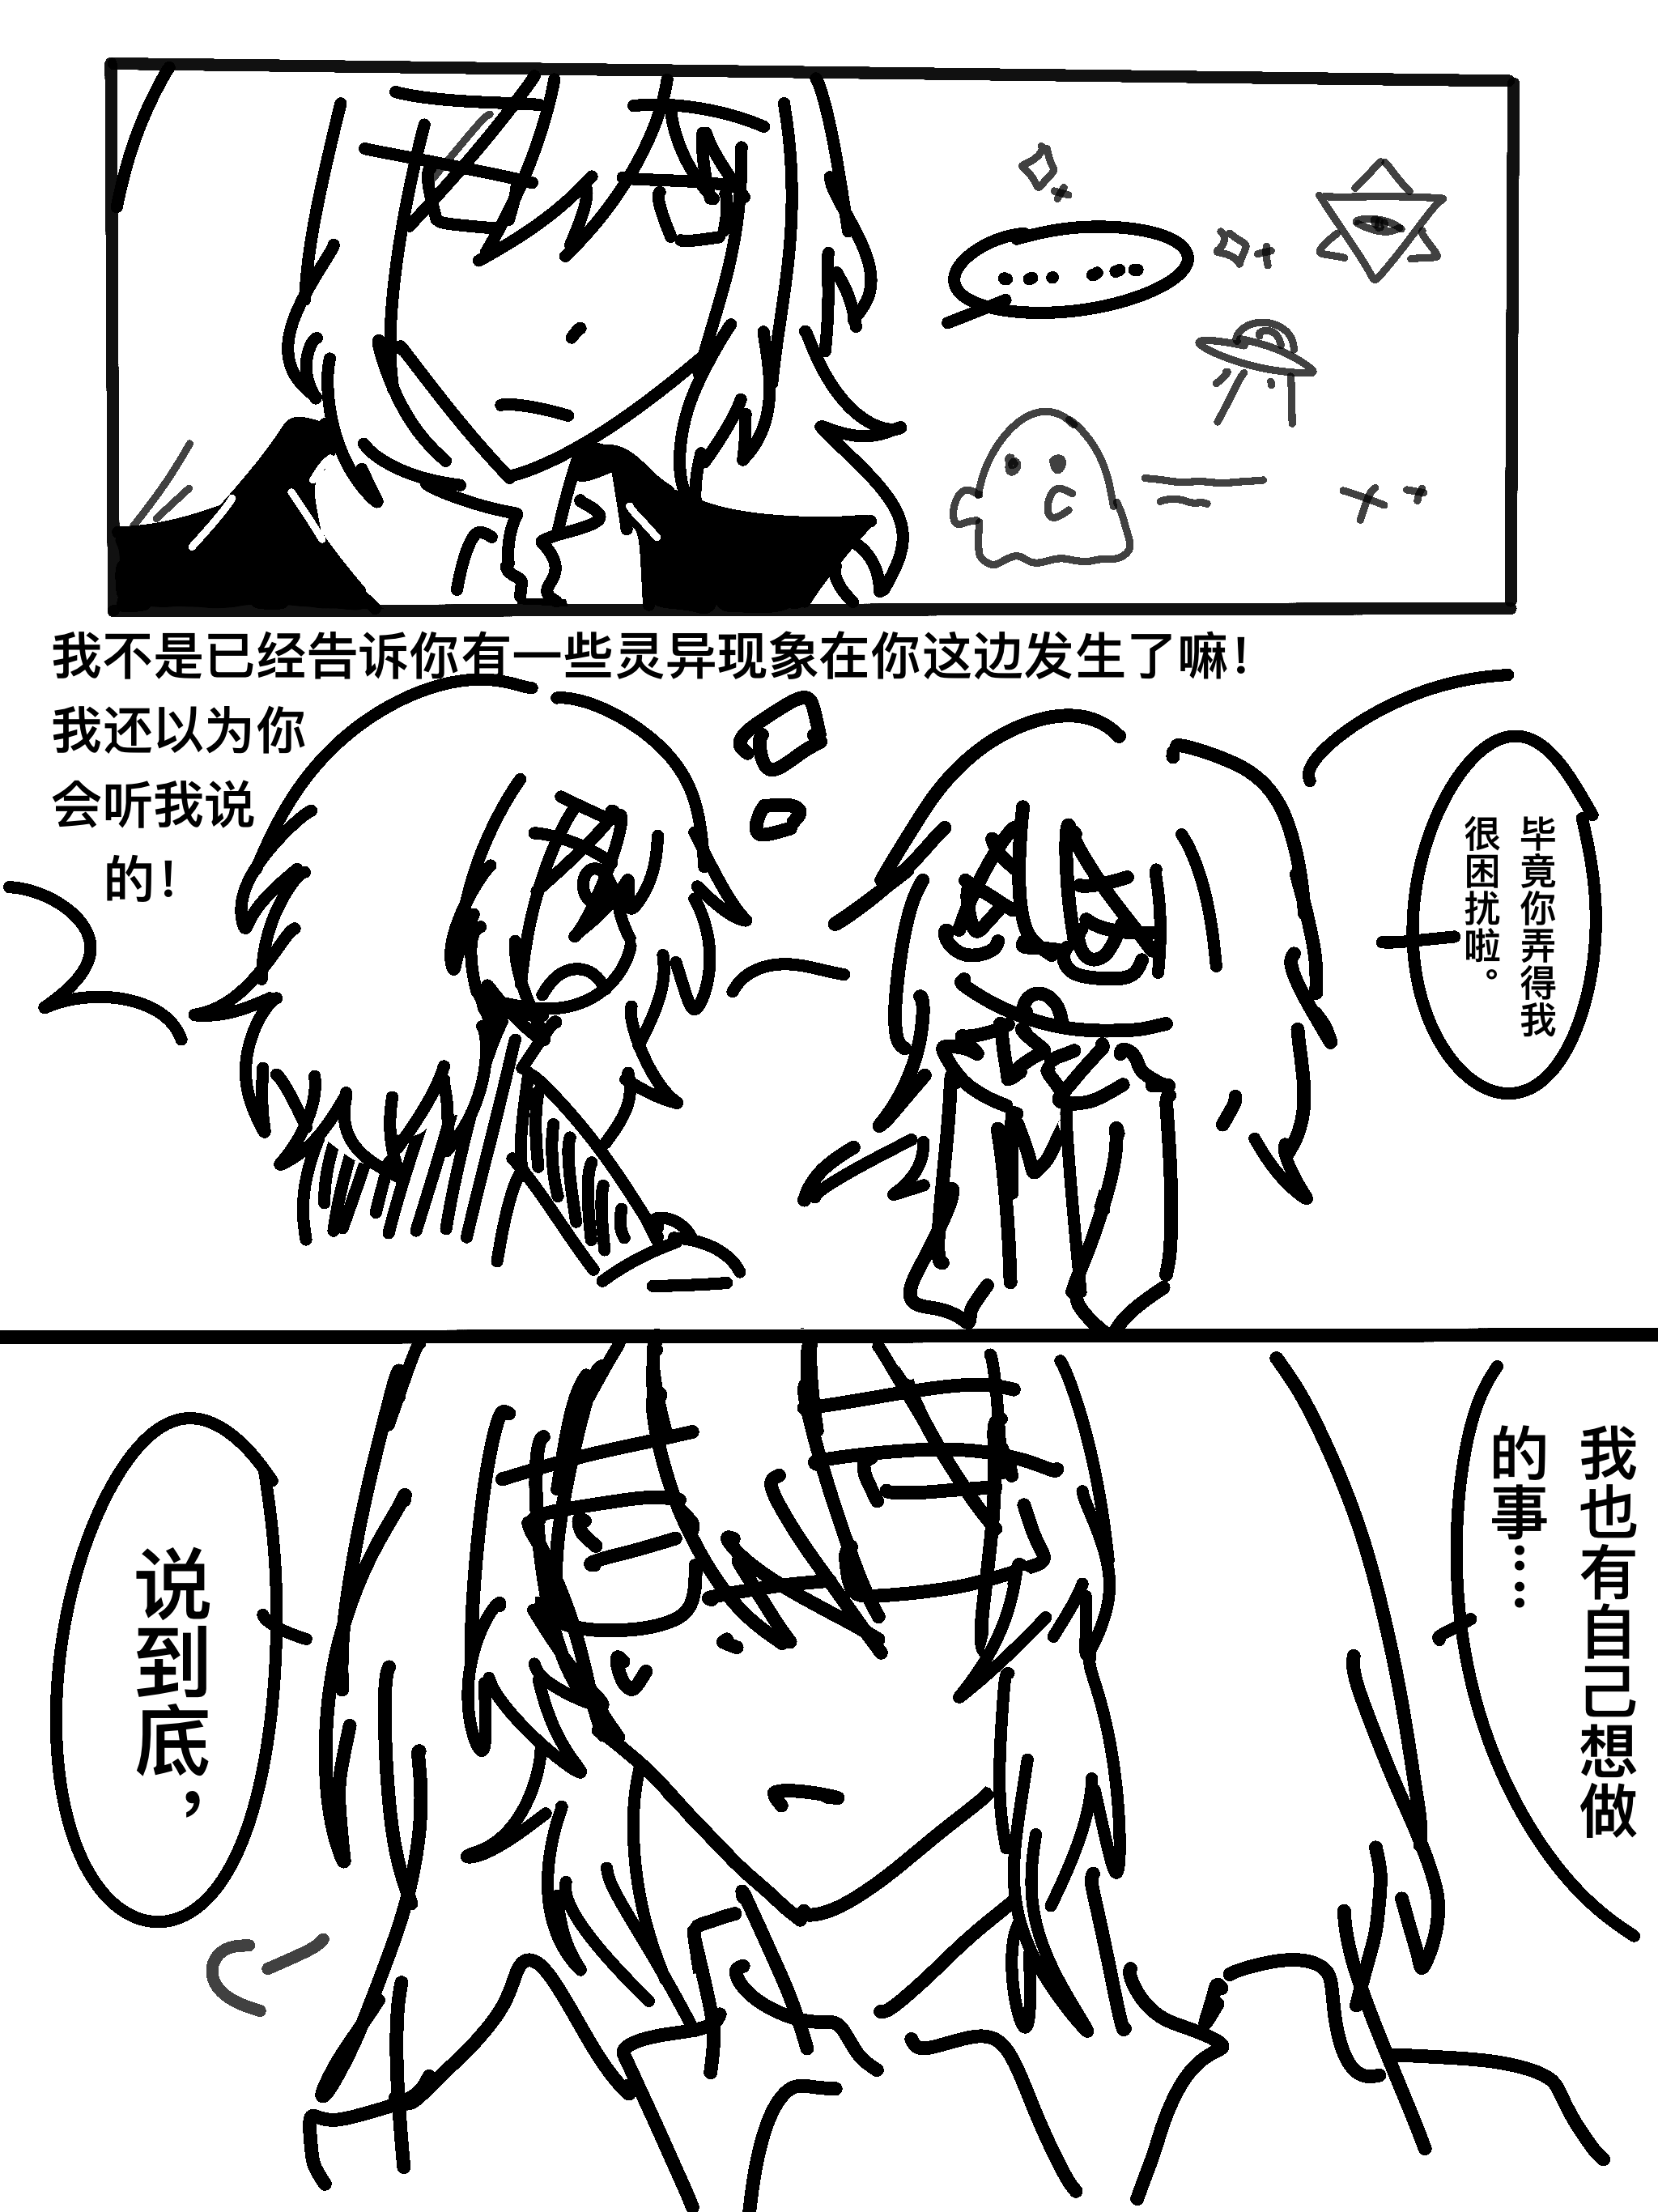 …… ……
我不是已经告诉你有一些灵异现象在你这边发生了嘛！
我还以为你
会听我说
的！
毕竟你弄得我
很困扰啦。
我也有自己想做
的事……
说到底，